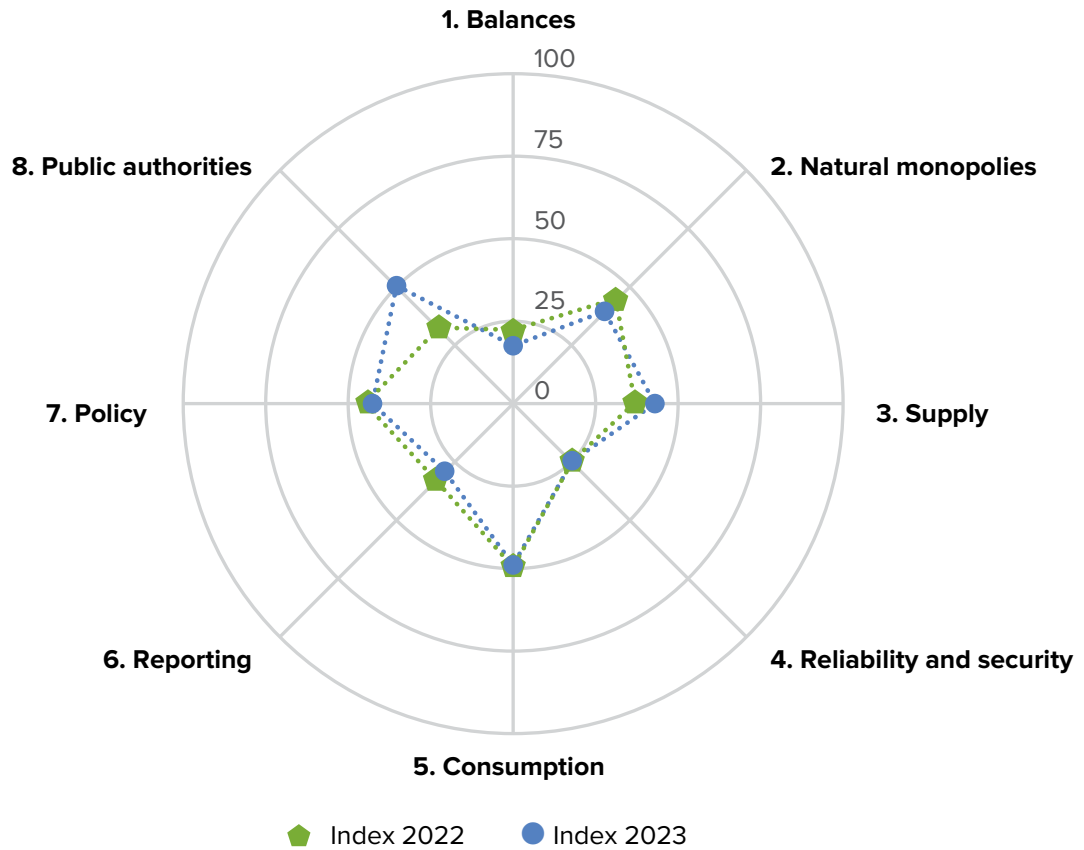 1. Balances
100
75
50
25
0
8. Public authorities
2. Natural monopolies
7. Policy
3. Supply
6. Reporting
4. Reliability and security
5. Consumption
Index 2022
Index 2023